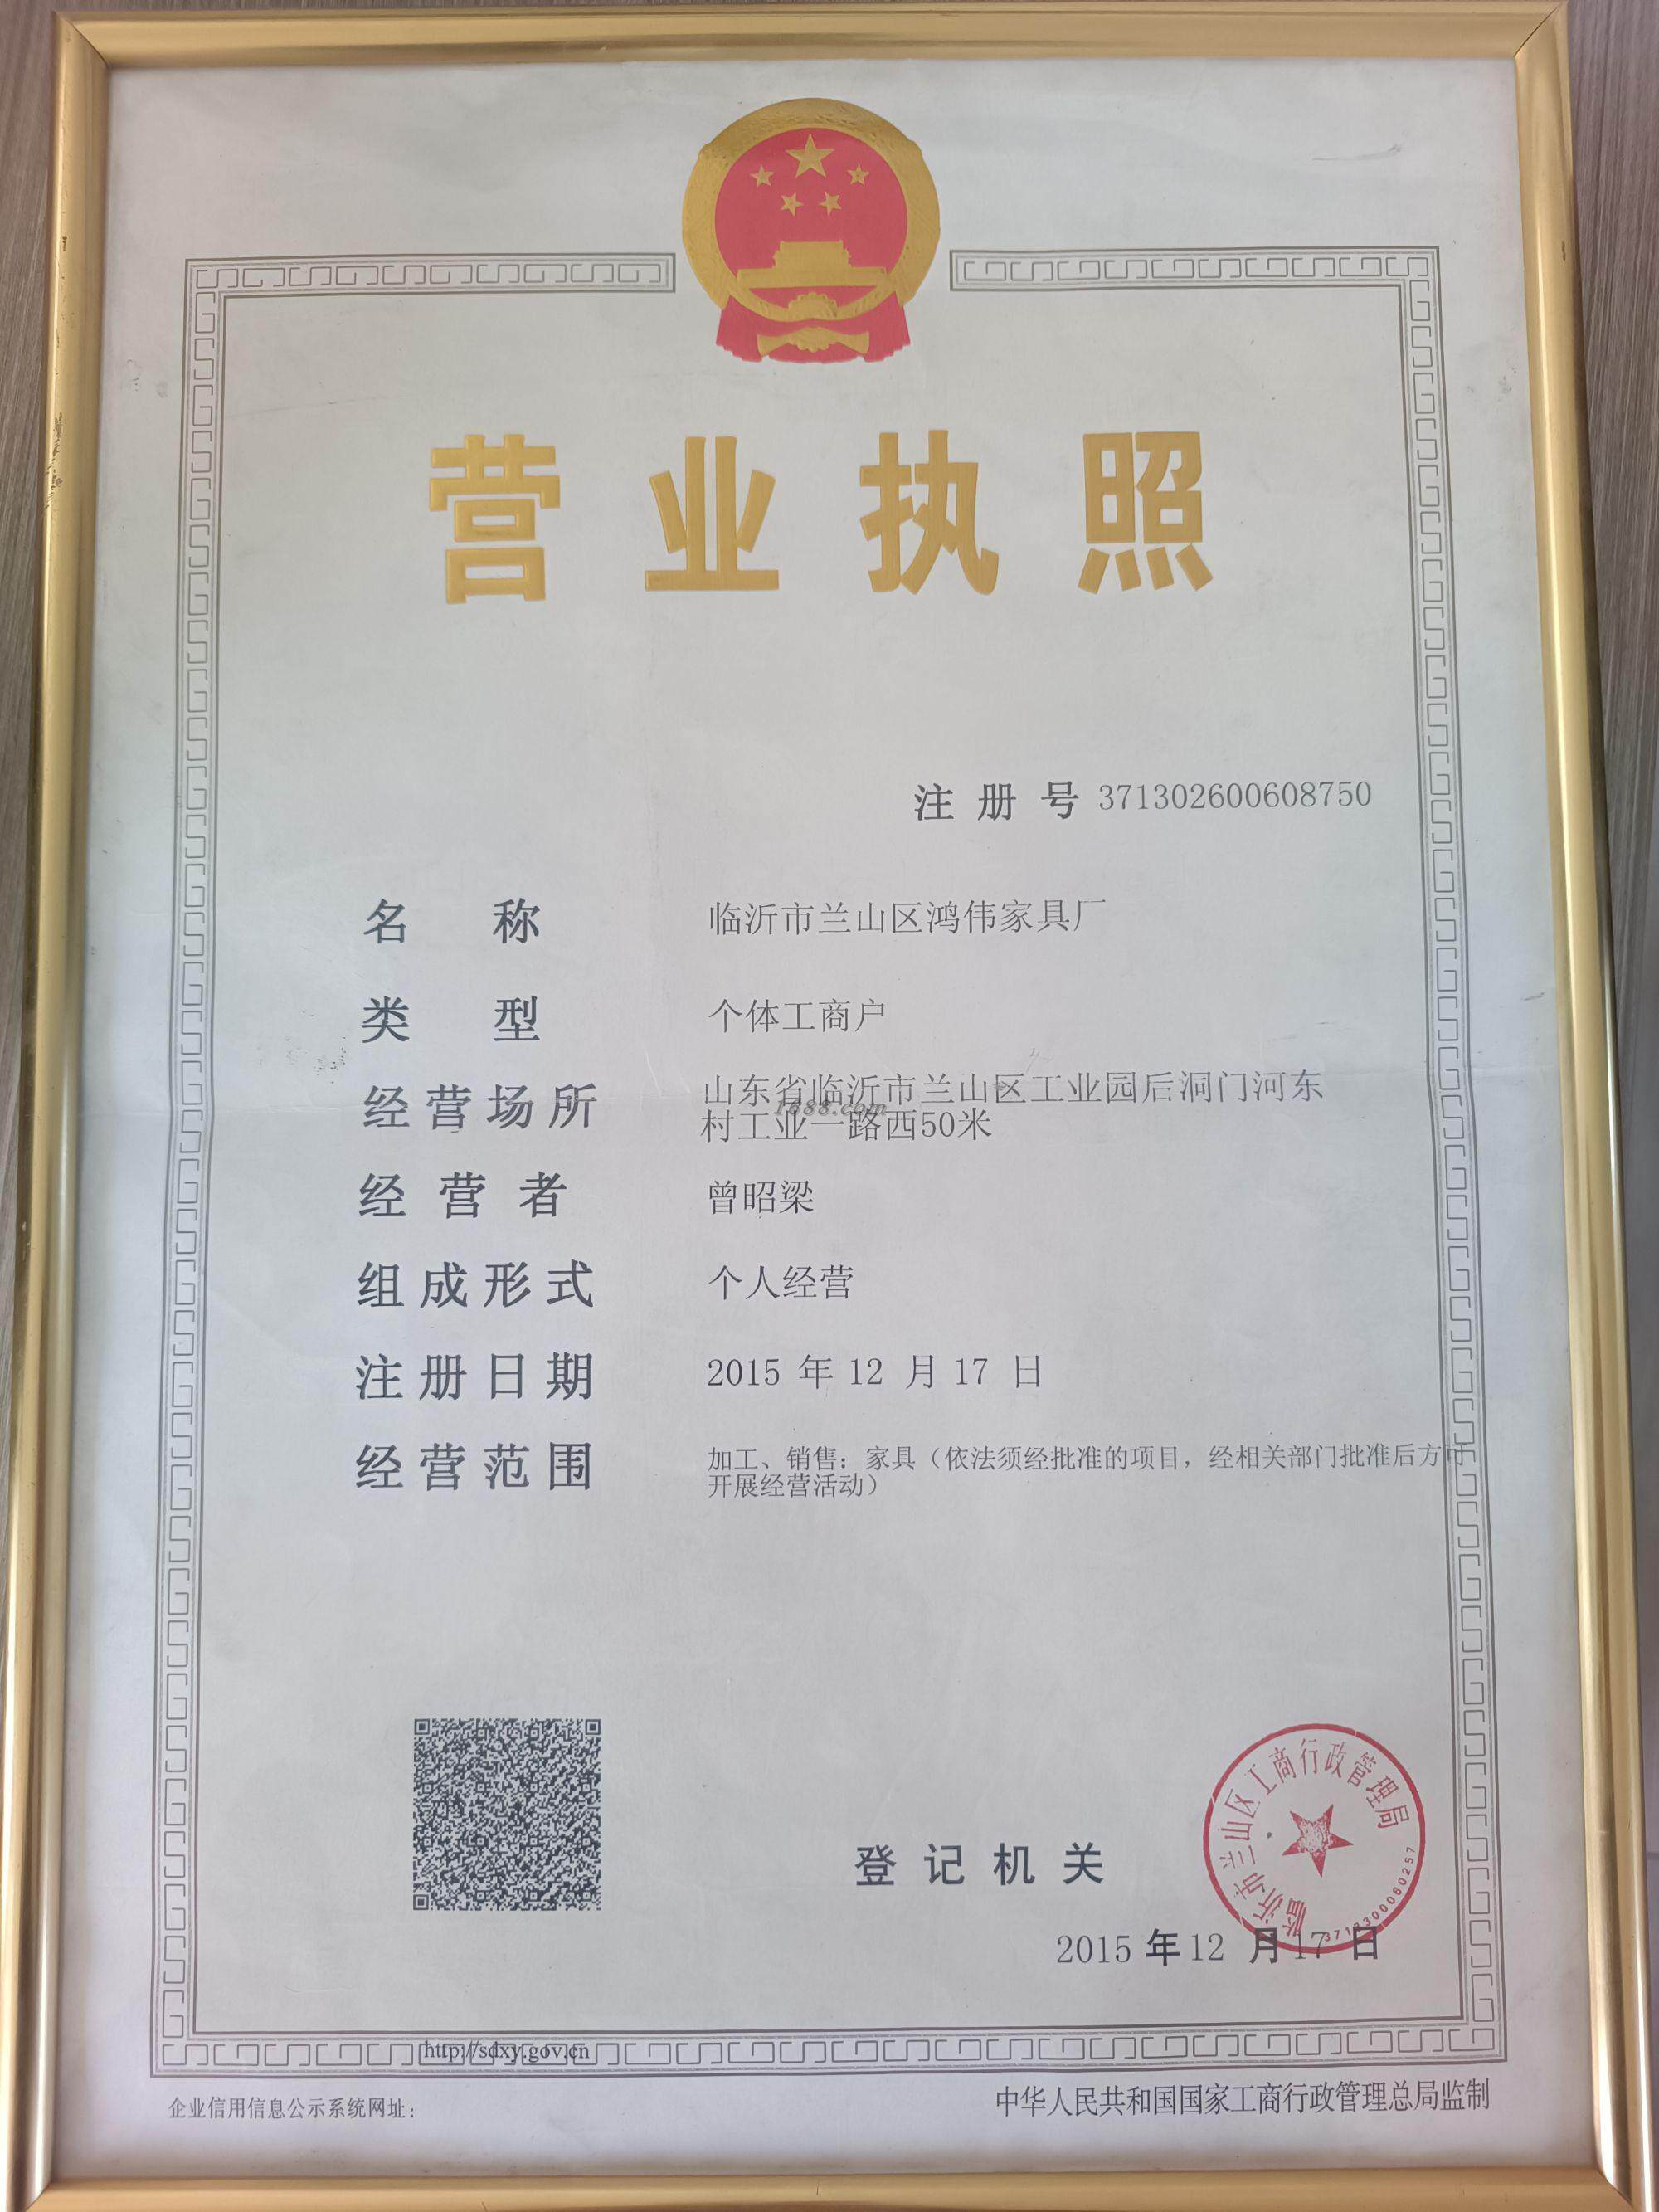 营业执照
注册号 371302600608750
名称 临沂市兰山区鸿伟家具厂
类型 个体工商户
经营场所 山东省临沂市兰山区工业园后洞门河东
村工业一路西50米
1688.com
经营者 曾昭梁
组成形式 个人经营
注册日期 2015 年 12 月 17 日
经营范围 加工、销售：家具（依法须经批准的项目，经相关部门批准后方可
开展经营活动）
临沂市兰山区工商行政管理局
登记机关
2015 年 12 月 17 日
http://sdxy.gov.cn
企业信用信息公示系统网址：
中华人民共和国国家工商行政管理总局监制